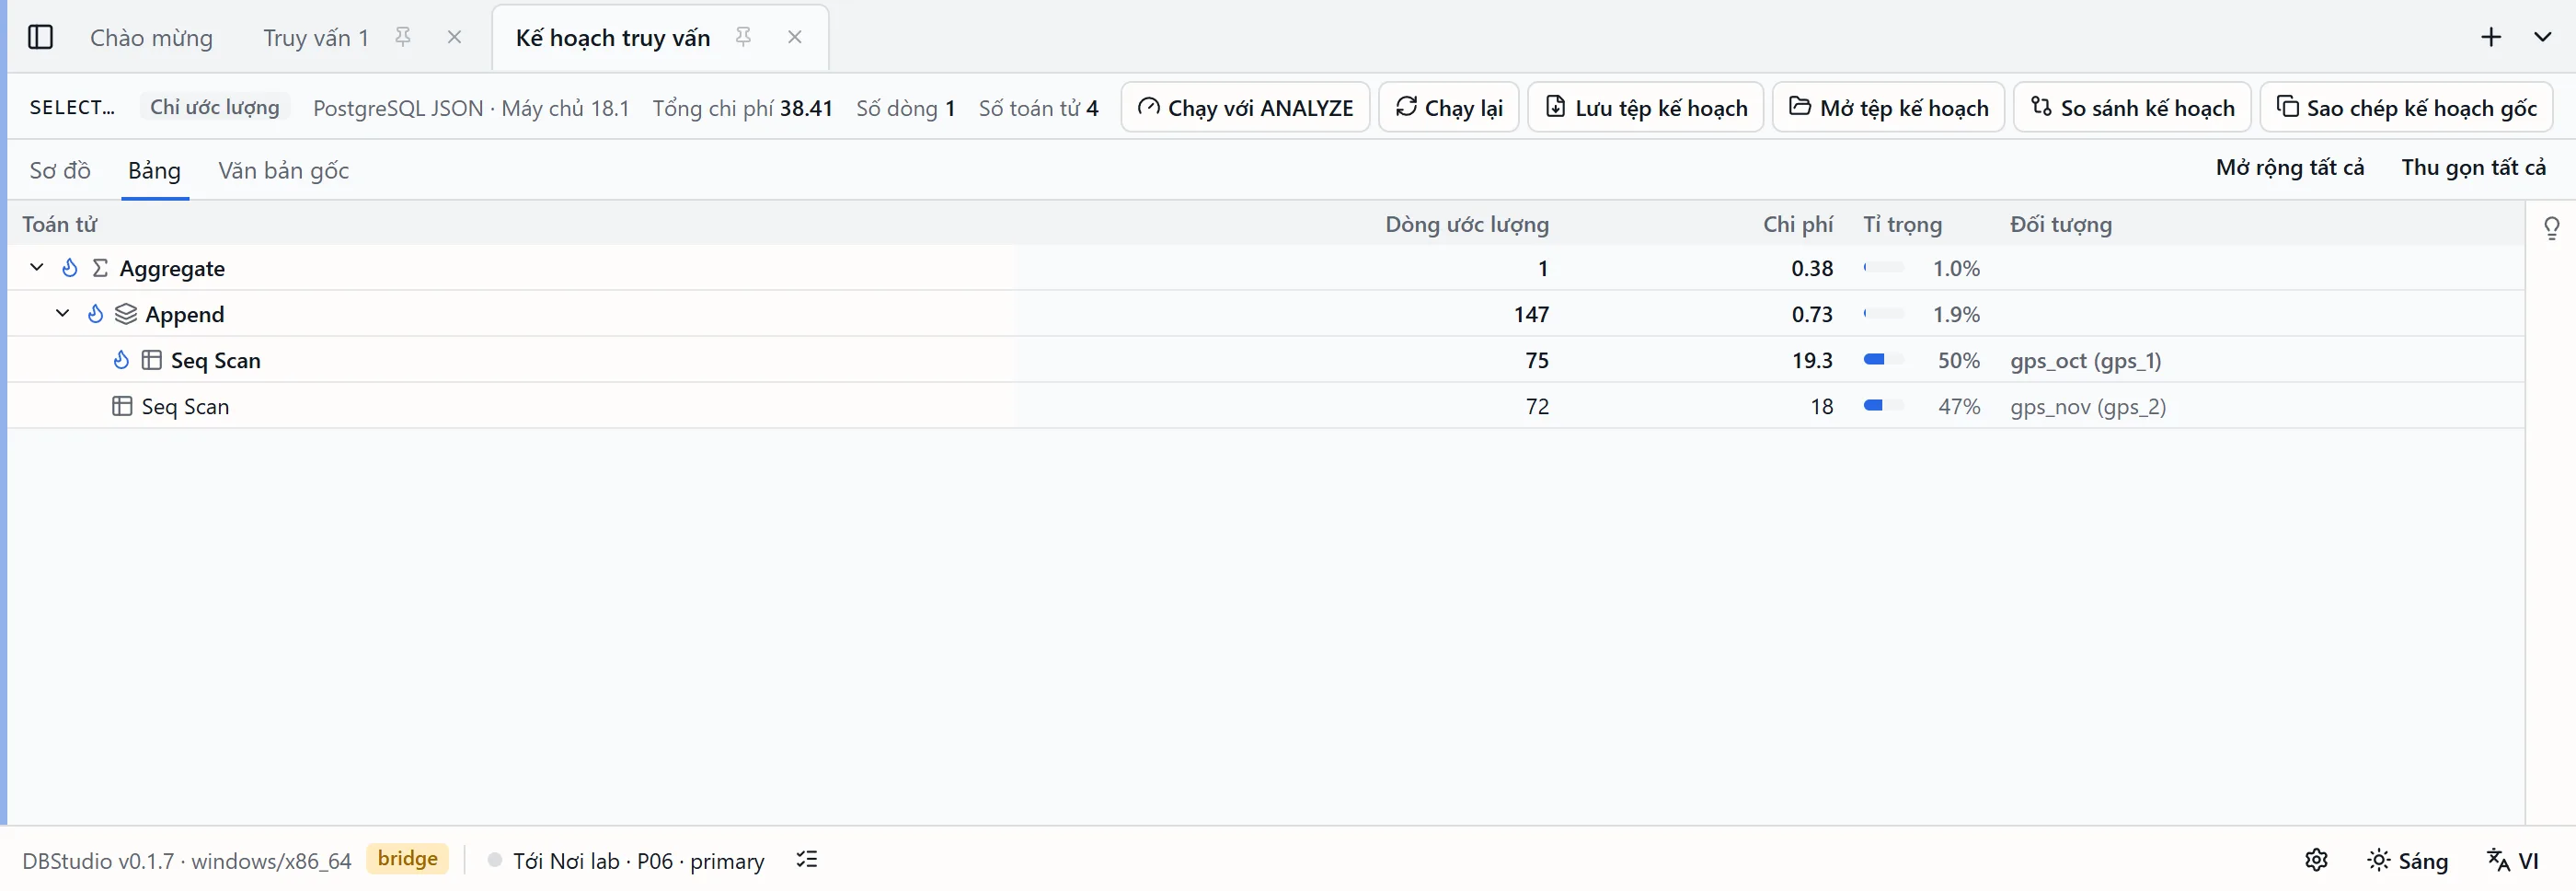 Chào mừng Truy vấn 1 Kế hoạch truy vấn
SELECT... Chỉ ước lượng PostgreSQL JSON · Máy chủ 18.1 Tổng chi phí 38.41 Số dòng 1 Số toán tử 4 Chạy với ANALYZE Chạy lại Lưu tệp kế hoạch Mở tệp kế hoạch So sánh kế hoạch Sao chép kế hoạch gốc
Sơ đồ Bảng Văn bản gốc Mở rộng tất cả Thu gọn tất cả
Toán tử Dòng ước lượng Chi phí Tỉ trọng Đối tượng
Aggregate 1 0.38 1.0%
Append 147 0.73 1.9%
Seq Scan 75 19.3 50% gps_oct (gps_1)
Seq Scan 72 18 47% gps_nov (gps_2)
DBStudio v0.1.7 · windows/x86_64 bridge Tới Nơi lab · P06 · primary Sáng VI